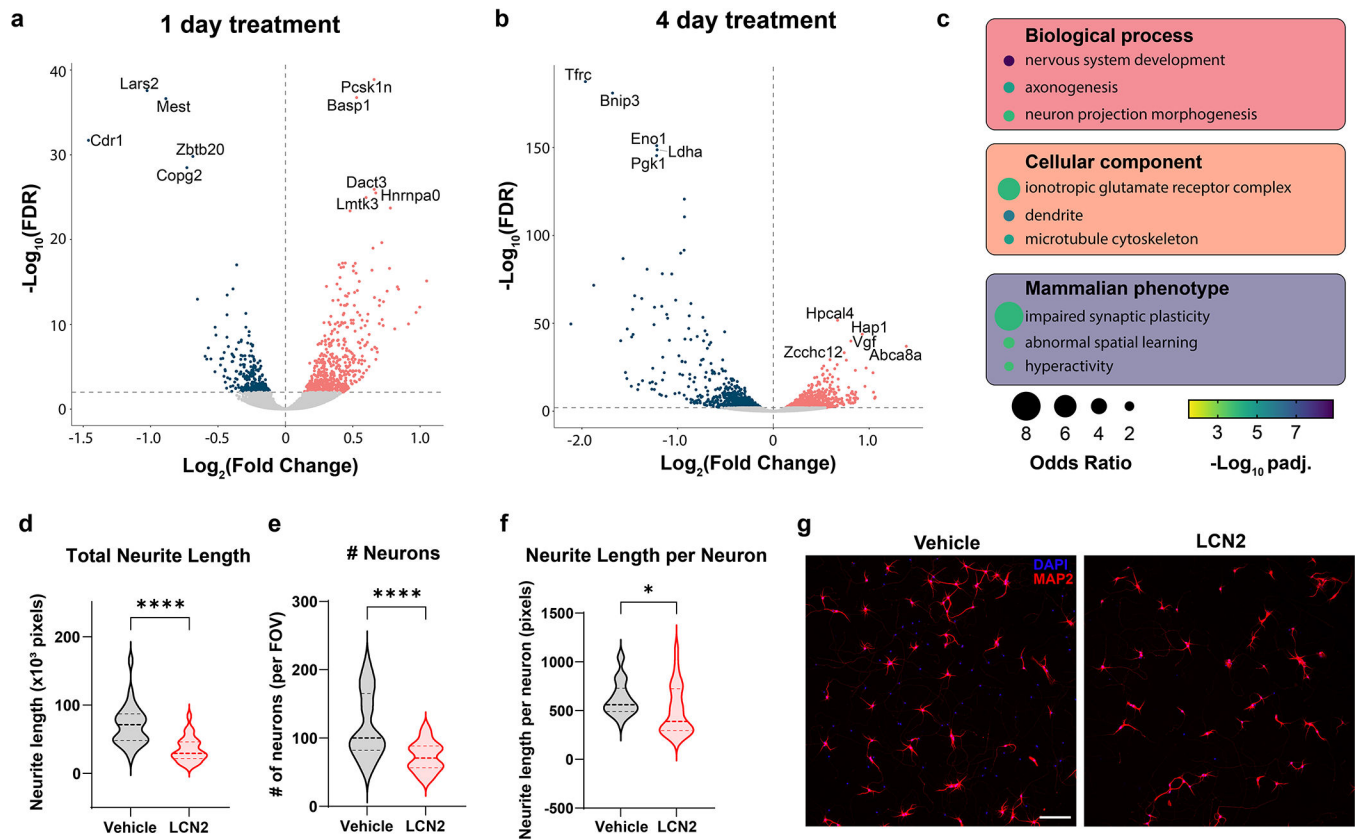 a
1 day treatment
-Log10(FDR)
40
30
20
10
0
Lars2
Mest
Cdr1
Zbtb20
Copg2
Pcsk1n
Basp1
Dact3
Hnrnpa0
Lmtk3
-1.5
-1.0
-0.5
0
0.5
1.0
Log2(Fold Change)
b
4 day treatment
-Log10(FDR)
150
100
50
0
Tfrc
Bnip3
Eno1
Ldha
Pgk1
Hpcal4
Hap1
Vgf
Zcchc12
Abca8a
-2.0
-1.0
0
1.0
Log2(Fold Change)
c
Biological process
nervous system development
axonogenesis
neuron projection morphogenesis
Cellular component
ionotropic glutamate receptor complex
dendrite
microtubule cytoskeleton
Mammalian phenotype
impaired synaptic plasticity
abnormal spatial learning
hyperactivity
8 6 4 2
Odds Ratio
3 5 7
-Log10 padj.
d
Total Neurite Length
Neurite length (x10³ pixels)
200
100
0
****
Vehicle LCN2
e
# Neurons
# of neurons (per FOV)
300
200
100
0
****
Vehicle LCN2
f
Neurite Length per Neuron
Neurite length per neuron (pixels)
1500
1000
500
0
-500
*
Vehicle LCN2
g
Vehicle
DAPI
MAP2
LCN2